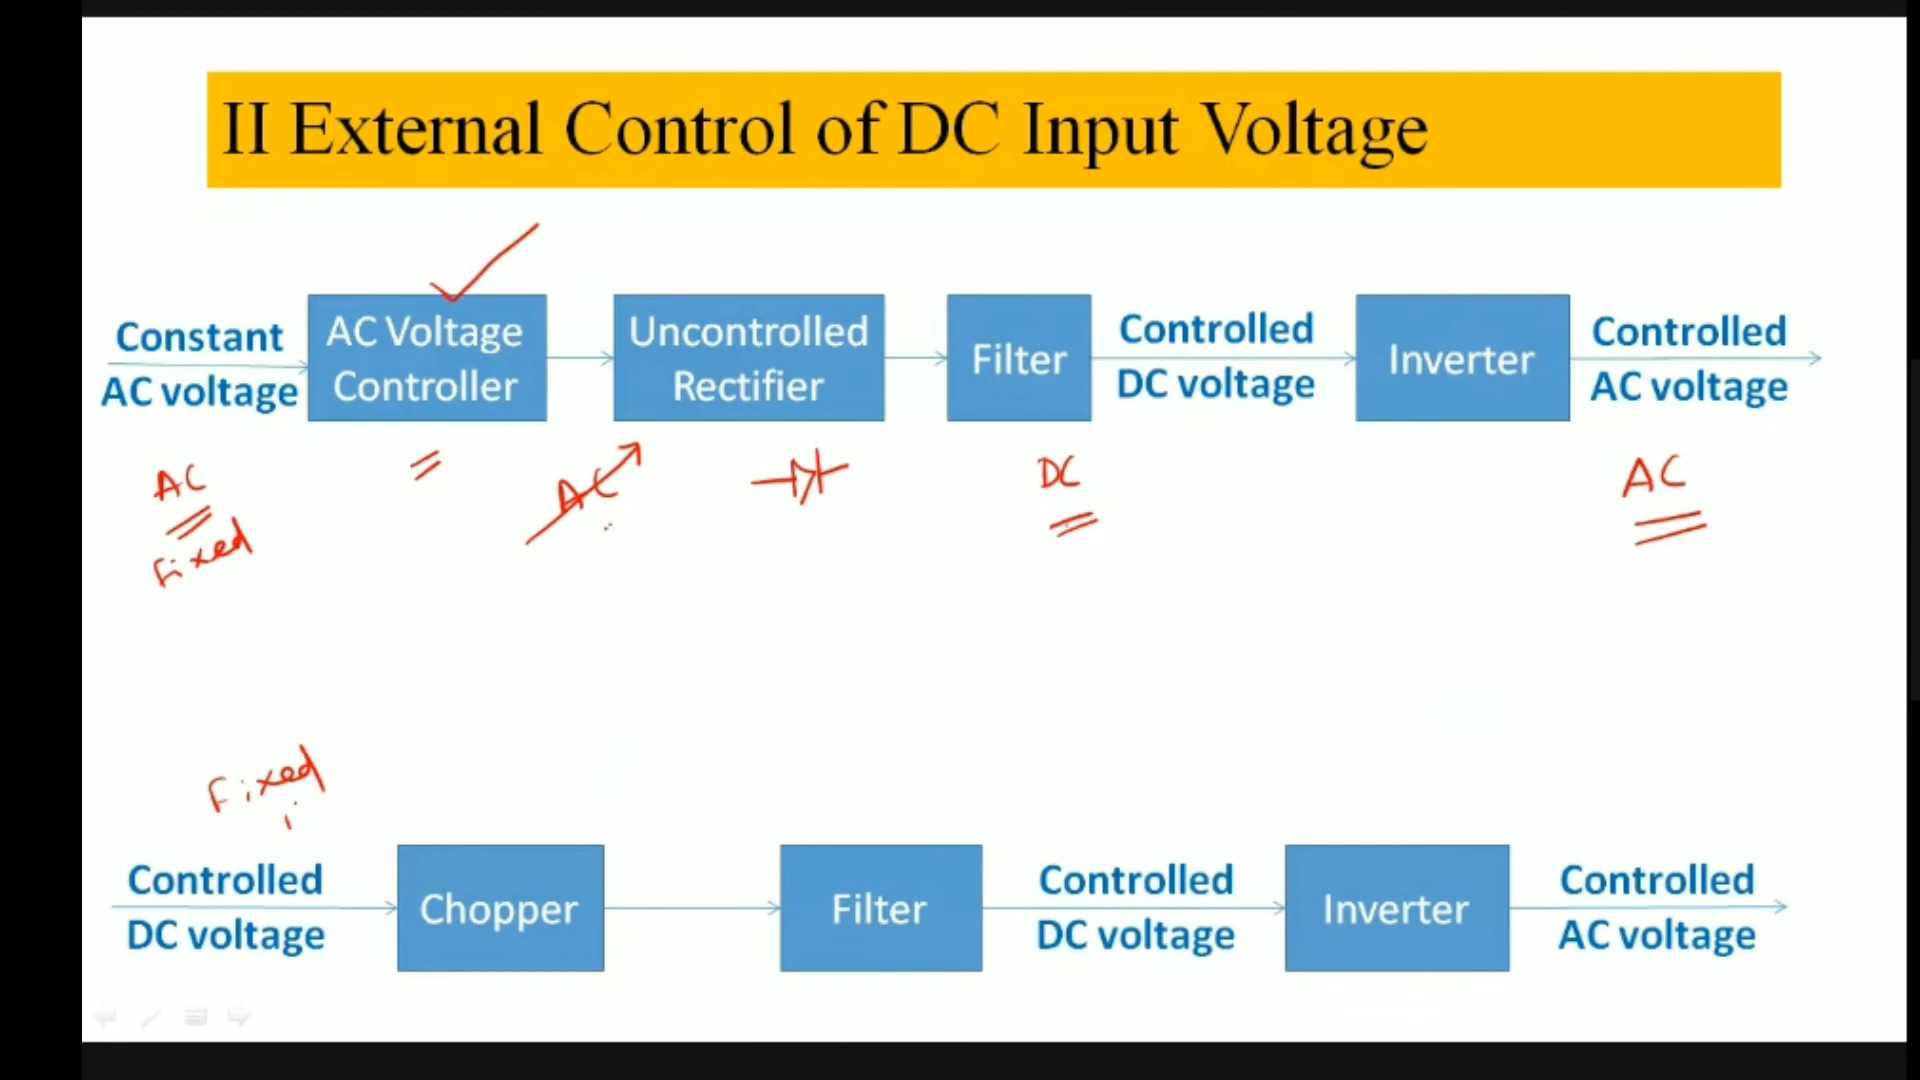 II External Control of DC Input Voltage
Constant
AC voltage
AC Voltage
Controller
Uncontrolled
Rectifier
Filter
Controlled
DC voltage
Inverter
Controlled
AC voltage
AC
Fixed
AC
DC
AC
Fixed
Controlled
DC voltage
Chopper
Filter
Controlled
DC voltage
Inverter
Controlled
AC voltage